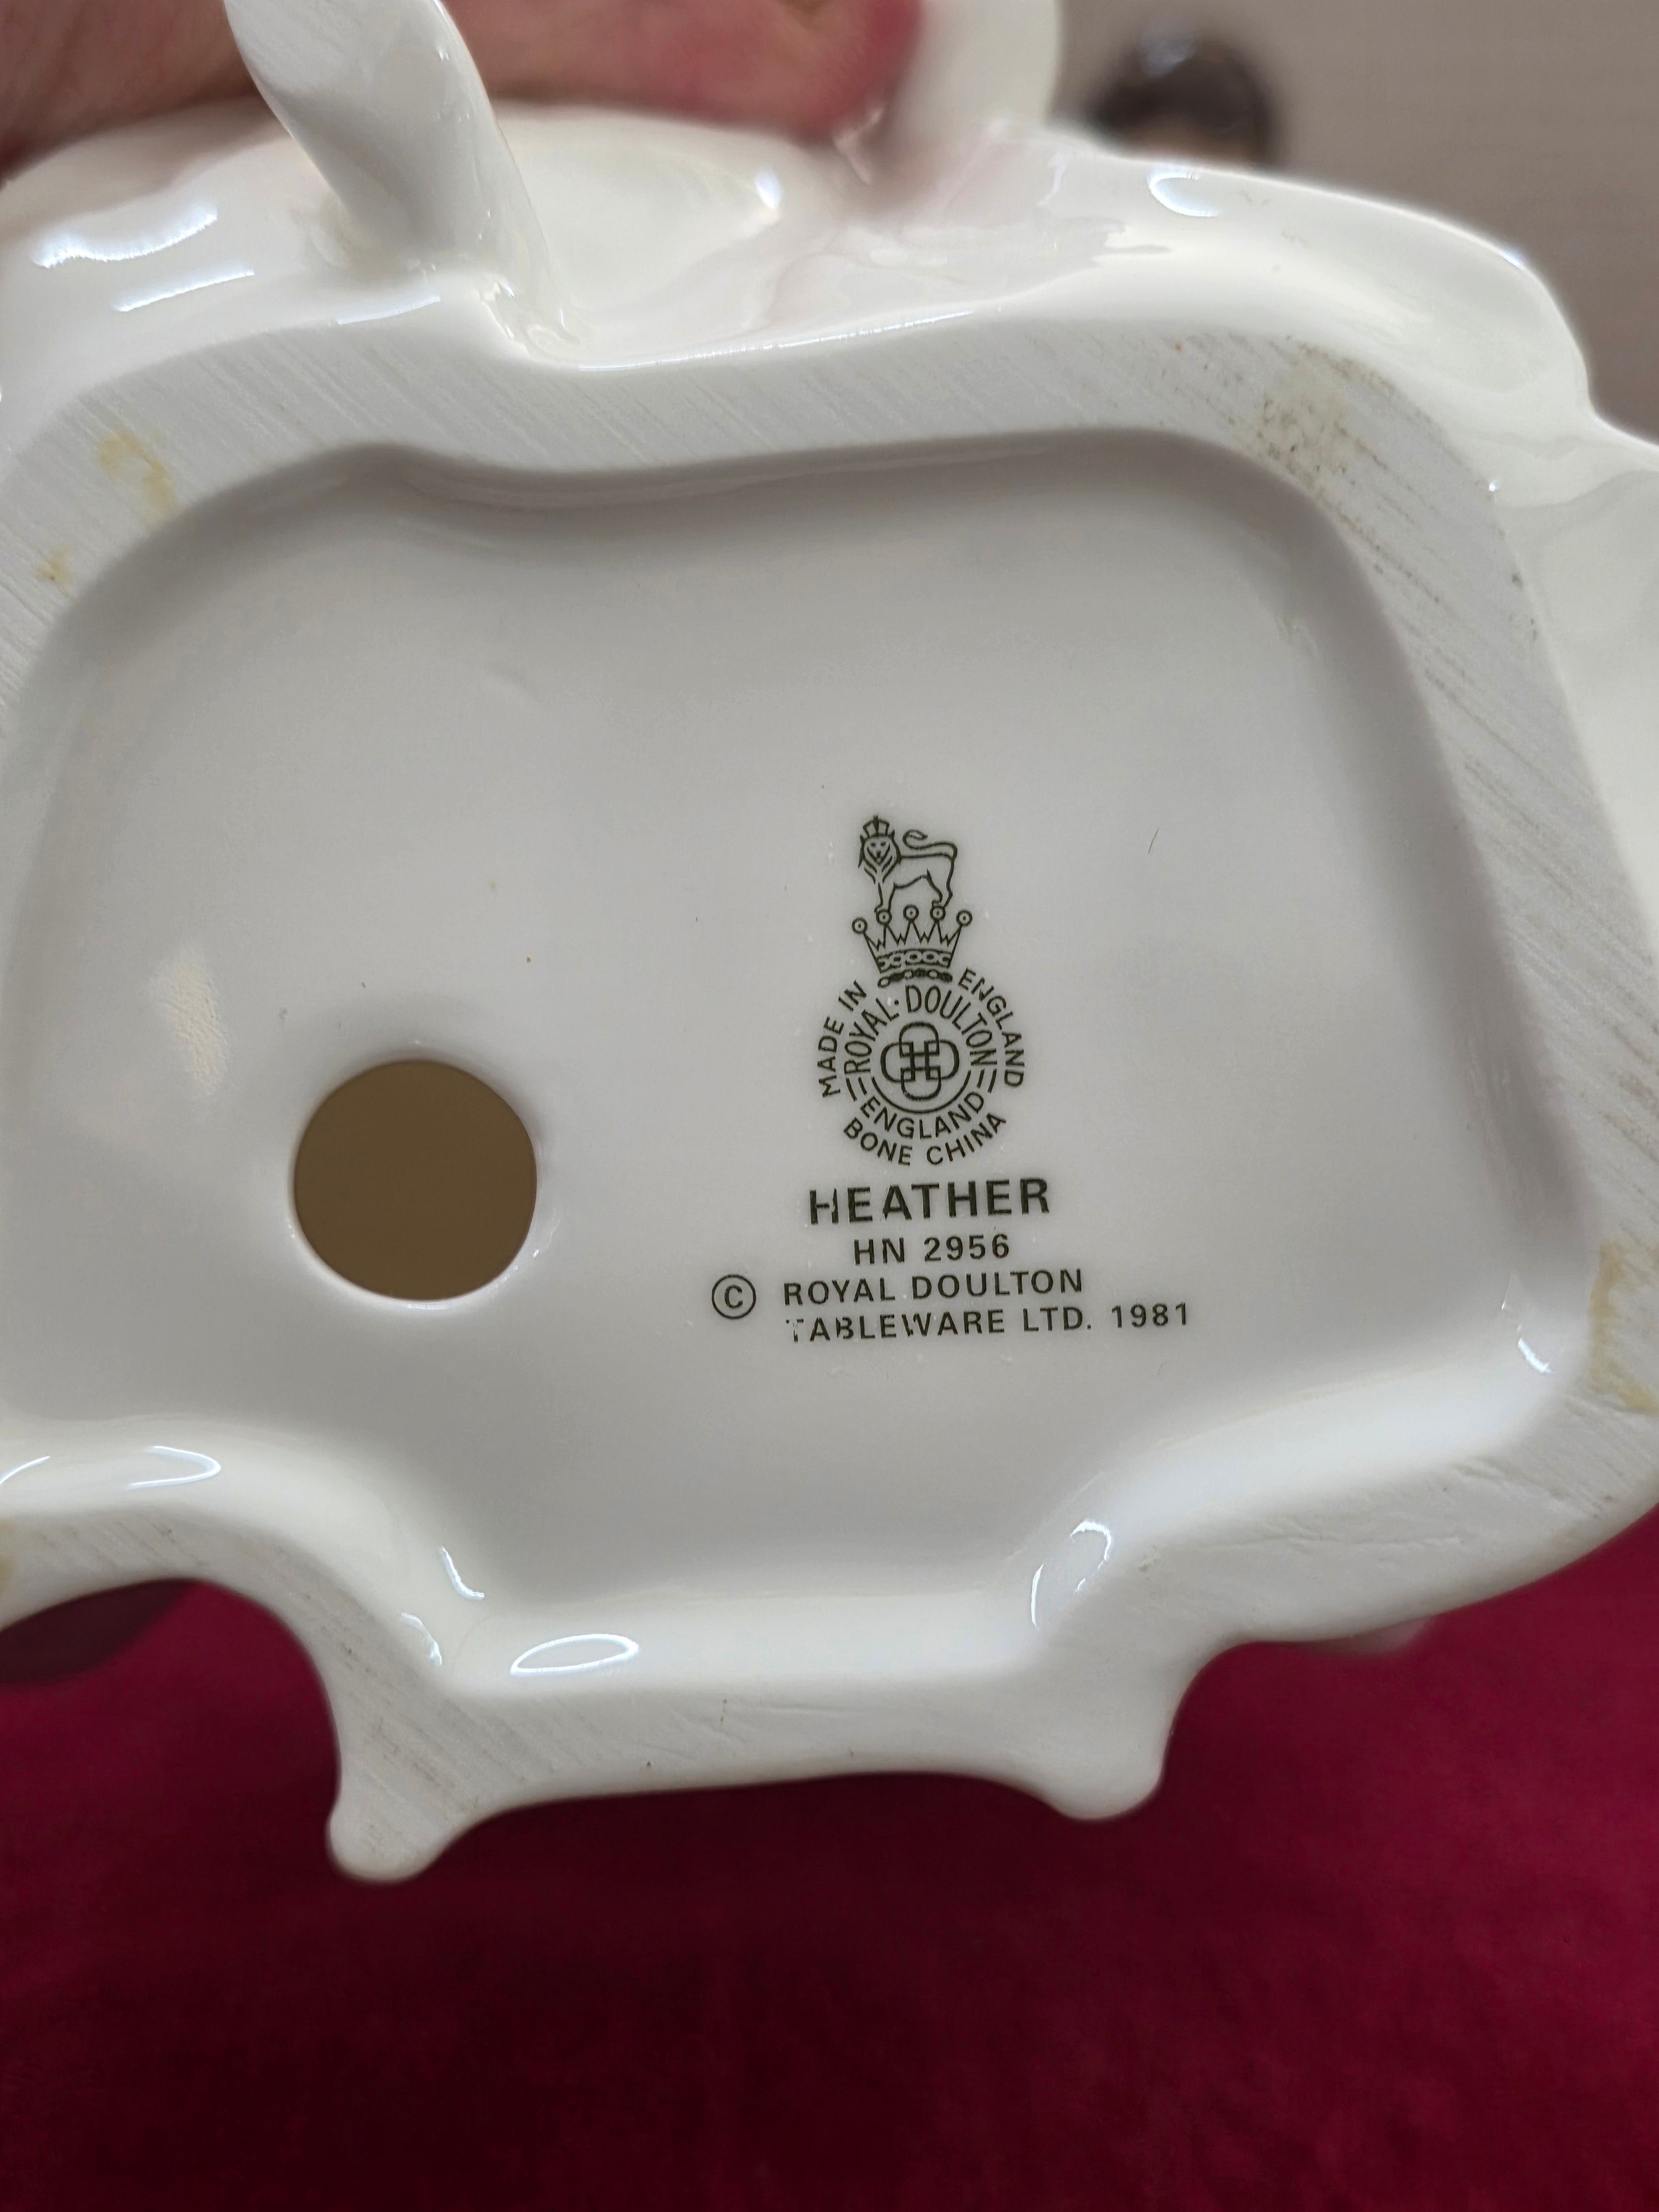 MADE IN ENGLAND
ROYAL·DOULTON
ENGLAND
BONE CHINA
HEATHER
HN 2956
© ROYAL DOULTON
TABLEWARE LTD. 1981